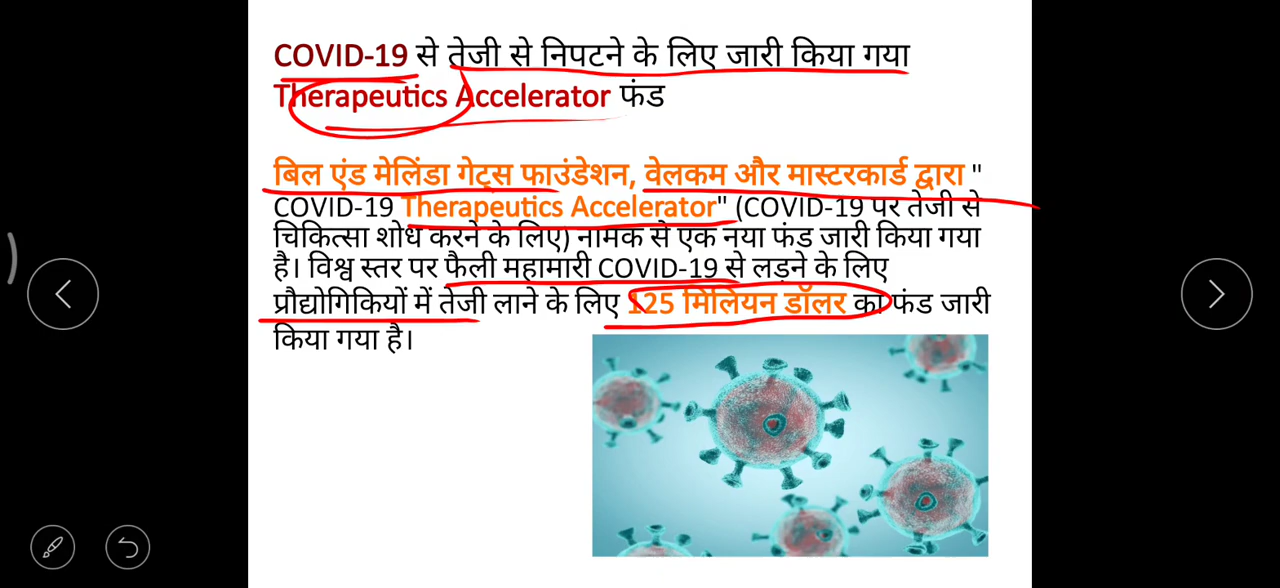 COVID-19 से तेजी से निपटने के लिए जारी किया गया
Therapeutics Accelerator फंड
बिल एंड मेलिंडा गेट्स फाउंडेशन, वेलकम और मास्टरकार्ड द्वारा "
COVID-19 Therapeutics Accelerator" (COVID-19 पर तेजी से
चिकित्सा शोध करने के लिए) नामक से एक नया फंड जारी किया गया
है। विश्व स्तर पर फैली महामारी COVID-19 से लड़ने के लिए
प्रौद्योगिकियों में तेजी लाने के लिए 125 मिलियन डॉलर का फंड जारी
किया गया है।